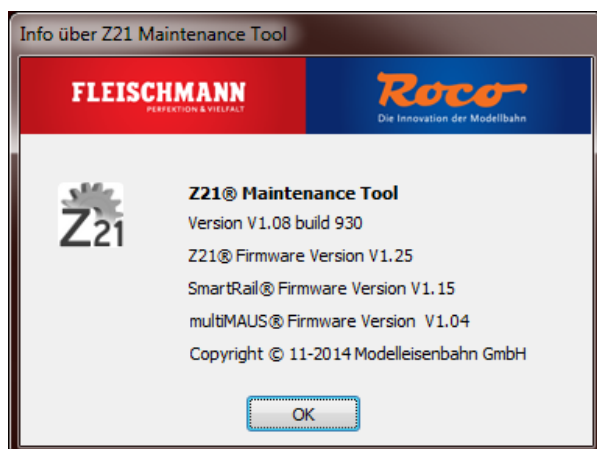 Info über Z21 Maintenance Tool
FLEISCHMANN
PERFEKTION & VIELFALT
Roco
Die Innovation der Modellbahn
Z21
Z21® Maintenance Tool
Version V1.08 build 930
Z21® Firmware Version V1.25
SmartRail® Firmware Version V1.15
multiMAUS® Firmware Version V1.04
Copyright © 11-2014 Modelleisenbahn GmbH
OK